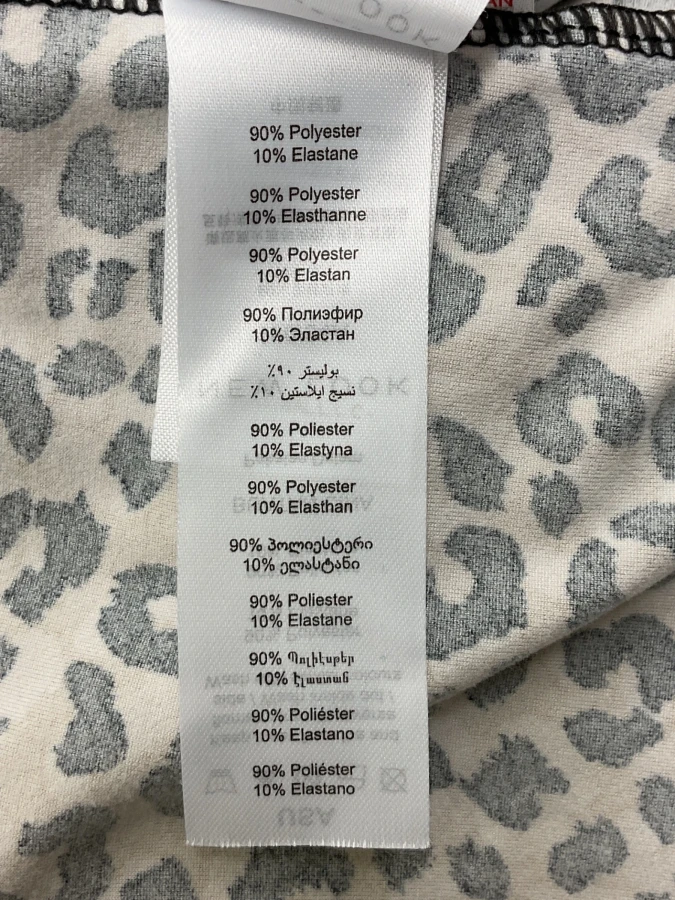 OOK
AN
90% Polyester
10% Elastane
90% Polyester
10% Elasthanne
90% Polyester
10% Elastan
90% Полиэфир
10% Эластан
بوليستر ٩٠٪
نسيج ايلاستين ١٠٪
90% Poliester
10% Elastyna
90% Polyester
10% Elasthan
90% პოლიესტერი
10% ელასტანი
90% Poliester
10% Elastane
90% Պոլիէսթեր
10% Էլաստան
90% Poliéster
10% Elastano
90% Poliéster
10% Elastano